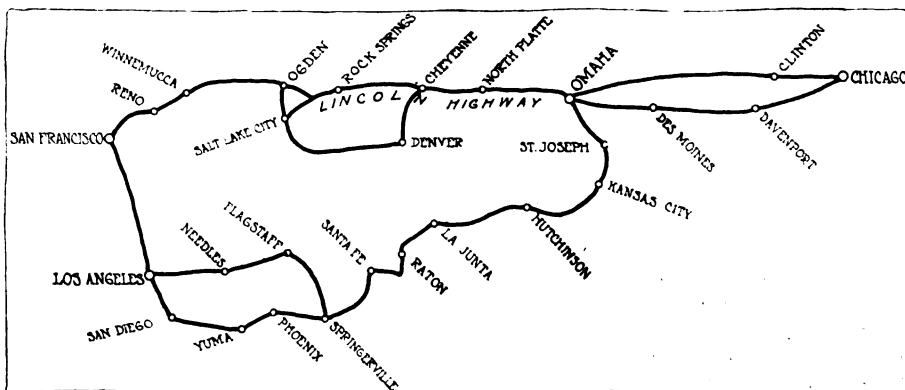 WINNEMUCCA
OGDEN
ROCK SPRINGS
CHEYENNE
NORTH PLATTE
OMAHA
CLINTON
CHICAGO
RENO
LINCOLN HIGHWAY
SAN FRANCISCO
SALT LAKE CITY
DENVER
ST. JOSEPH
DES MOINES
DAVENPORT
KANSAS CITY
NEEDLES
FLAGSTAFF
SANTA FE
LA JUNTA
HUTCHINSON
RATON
LOS ANGELES
SAN DIEGO
YUMA
PHOENIX
SPRINGERVILLE